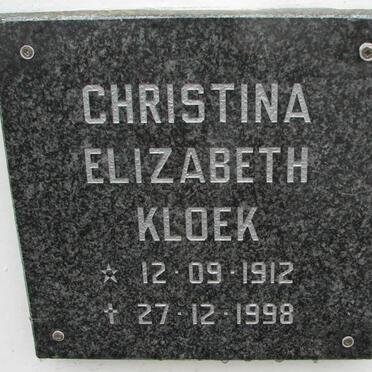 CHRISTINA
ELIZABETH
KLOEK
☆ 12·09·1912
✝ 27·12·1998